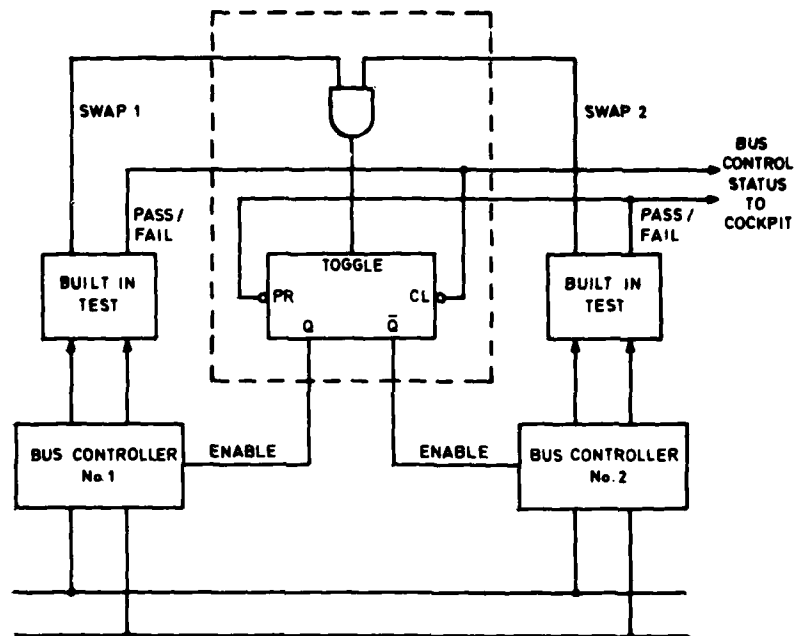 SWAP 1
SWAP 2
BUS
CONTROL
STATUS
TO
COCKPIT
PASS/
FAIL
PASS/
FAIL
BUILT IN
TEST
TOGGLE
PR
CL
Q
Q̅
BUILT IN
TEST
BUS CONTROLLER
No.1
ENABLE
ENABLE
BUS CONTROLLER
No.2